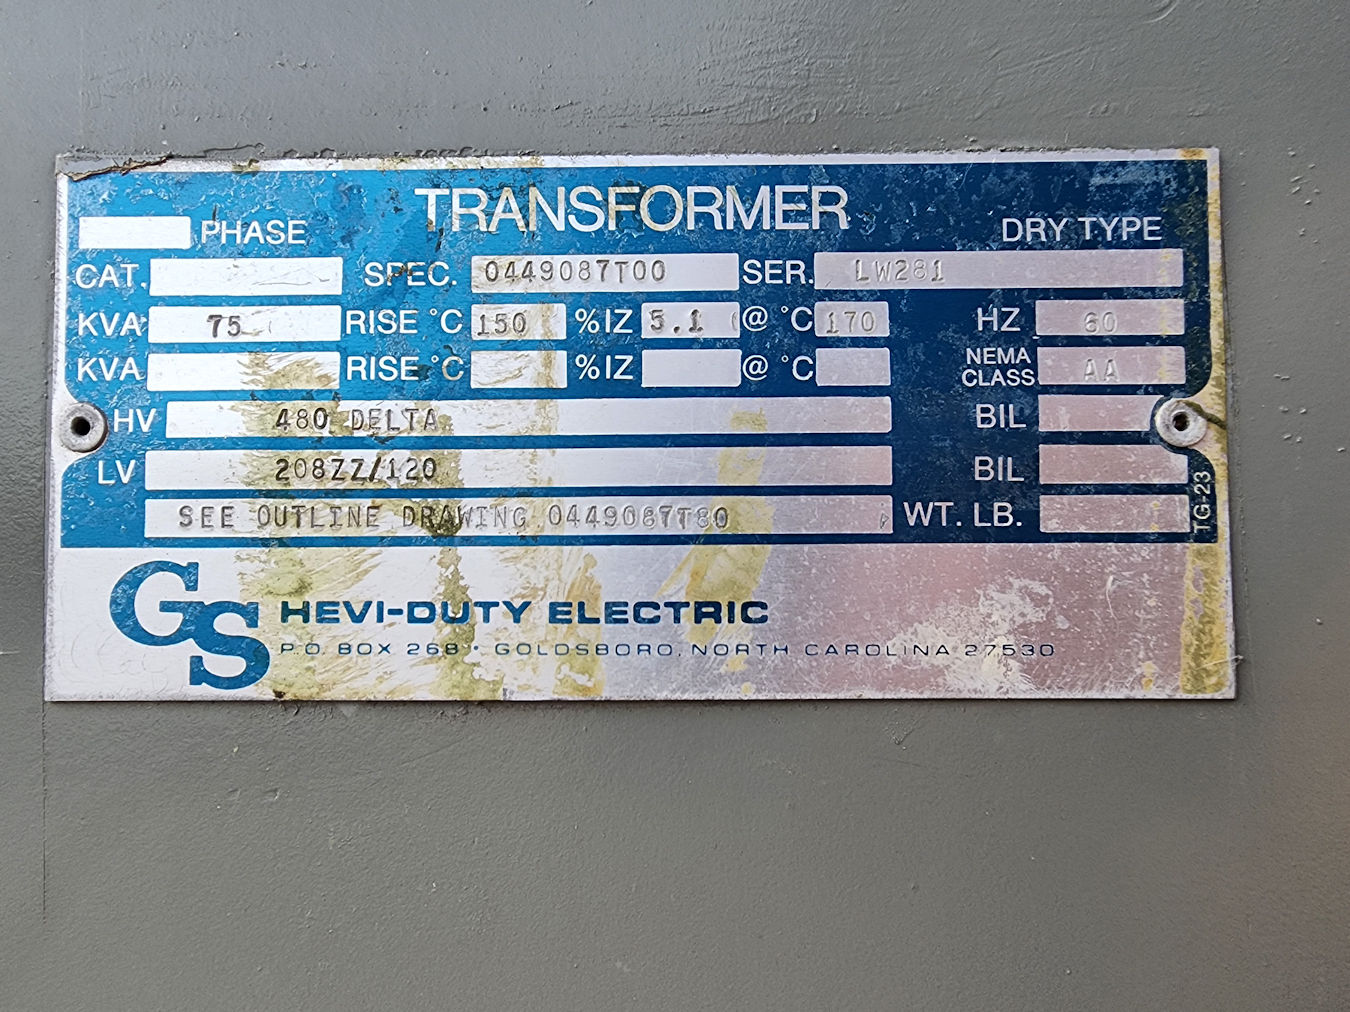 TRANSFORMER
PHASE DRY TYPE
CAT. SPEC. 0449087T00 SER. LW281
KVA 75 RISE °C 150 %IZ 5.1 @ °C 170 HZ 60
KVA RISE °C %IZ @ °C NEMA CLASS AA
HV 480 DELTA BIL
LV 208ZZ/120 BIL
SEE OUTLINE DRAWING 0449087T80 WT. LB.
TG-23
GS HEVI-DUTY ELECTRIC
P.O. BOX 268 • GOLDSBORO, NORTH CAROLINA 27530